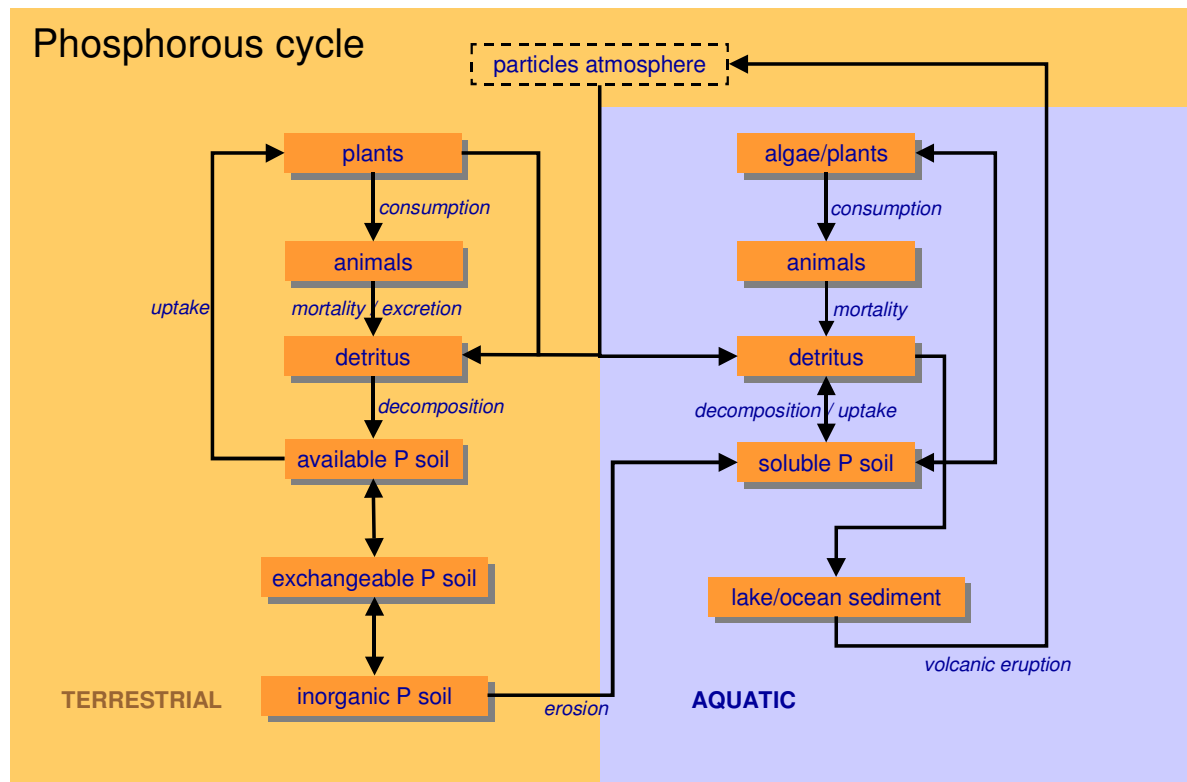 Phosphorous cycle
particles atmosphere
plants
consumption
animals
uptake
mortality / excretion
detritus
decomposition
available P soil
exchangeable P soil
inorganic P soil
TERRESTRIAL
erosion
algae/plants
consumption
animals
mortality
detritus
decomposition / uptake
soluble P soil
lake/ocean sediment
volcanic eruption
AQUATIC